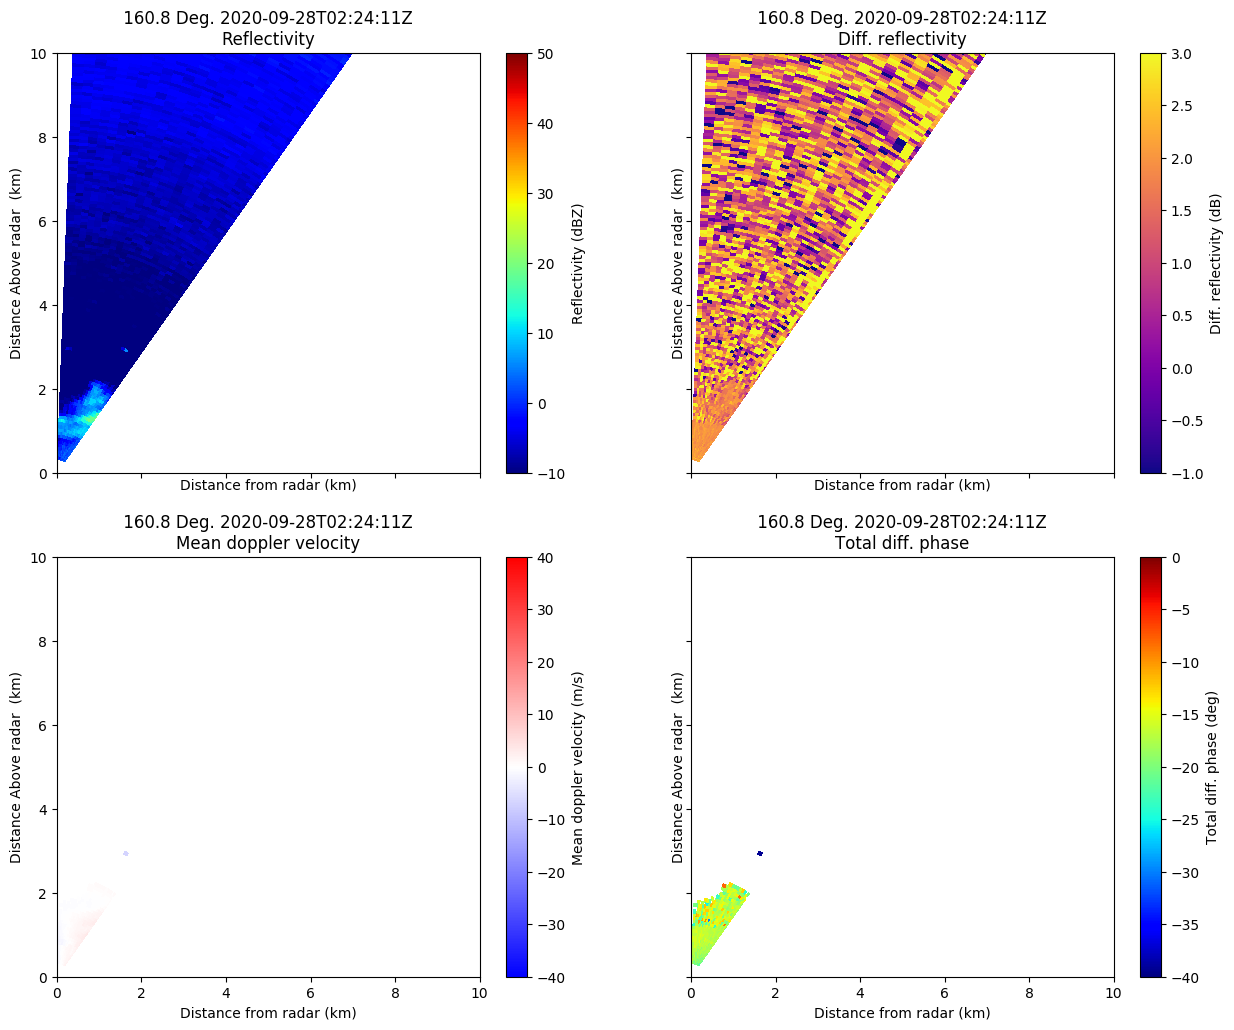 160.8 Deg. 2020-09-28T02:24:11Z
Reflectivity
10
8
6
4
2
0
Distance Above radar  (km)
Distance from radar (km)
50
40
30
20
10
0
−10
Reflectivity (dBZ)
160.8 Deg. 2020-09-28T02:24:11Z
Diff. reflectivity
Distance Above radar  (km)
Distance from radar (km)
3.0
2.5
2.0
1.5
1.0
0.5
0.0
−0.5
−1.0
Diff. reflectivity (dB)
160.8 Deg. 2020-09-28T02:24:11Z
Mean doppler velocity
10
8
6
4
2
0
Distance Above radar  (km)
0 2 4 6 8 10
Distance from radar (km)
40
30
20
10
0
−10
−20
−30
−40
Mean doppler velocity (m/s)
160.8 Deg. 2020-09-28T02:24:11Z
Total diff. phase
Distance Above radar  (km)
0 2 4 6 8 10
Distance from radar (km)
0
−5
−10
−15
−20
−25
−30
−35
−40
Total diff. phase (deg)